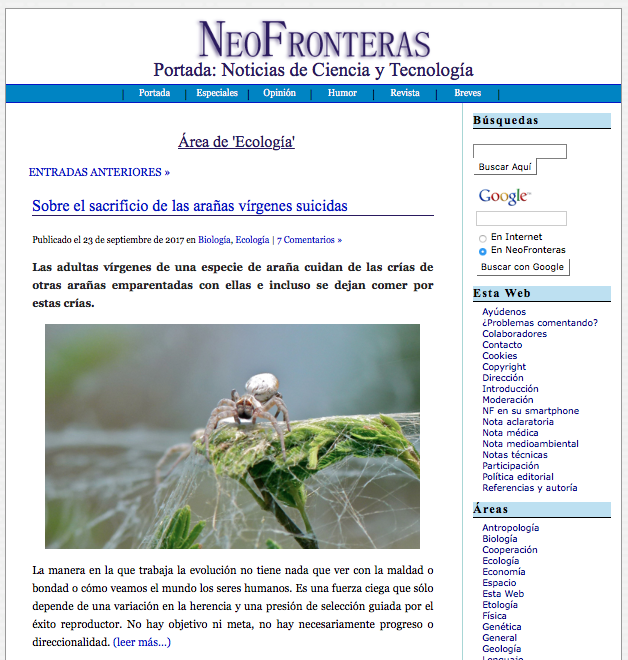 NeoFronteras
Portada: Noticias de Ciencia y Tecnología
| Portada | Especiales | Opinión | Humor | Revista | Breves |
Área de 'Ecología'
ENTRADAS ANTERIORES »
Sobre el sacrificio de las arañas vírgenes suicidas
Publicado el 23 de septiembre de 2017 en Biología, Ecología | 7 Comentarios »
Las adultas vírgenes de una especie de araña cuidan de las crías de
otras arañas emparentadas con ellas e incluso se dejan comer por
estas crías.
La manera en la que trabaja la evolución no tiene nada que ver con la maldad o
bondad o cómo veamos el mundo los seres humanos. Es una fuerza ciega que sólo
depende de una variación en la herencia y una presión de selección guiada por el
éxito reproductor. No hay objetivo ni meta, no hay necesariamente progreso o
direccionalidad. (leer más...)
Búsquedas
Buscar Aquí
Google™
En Internet
En NeoFronteras
Buscar con Google
Esta Web
Ayúdenos
¿Problemas comentando?
Colaboradores
Contacto
Cookies
Copyright
Dirección
Introducción
Moderación
NF en su smartphone
Nota aclaratoria
Nota médica
Nota medioambiental
Notas técnicas
Participación
Política editorial
Referencias y autoría
Áreas
Antropología
Biología
Cooperación
Ecología
Economía
Espacio
Esta Web
Etología
Física
Genética
General
Geología
Lenguaje